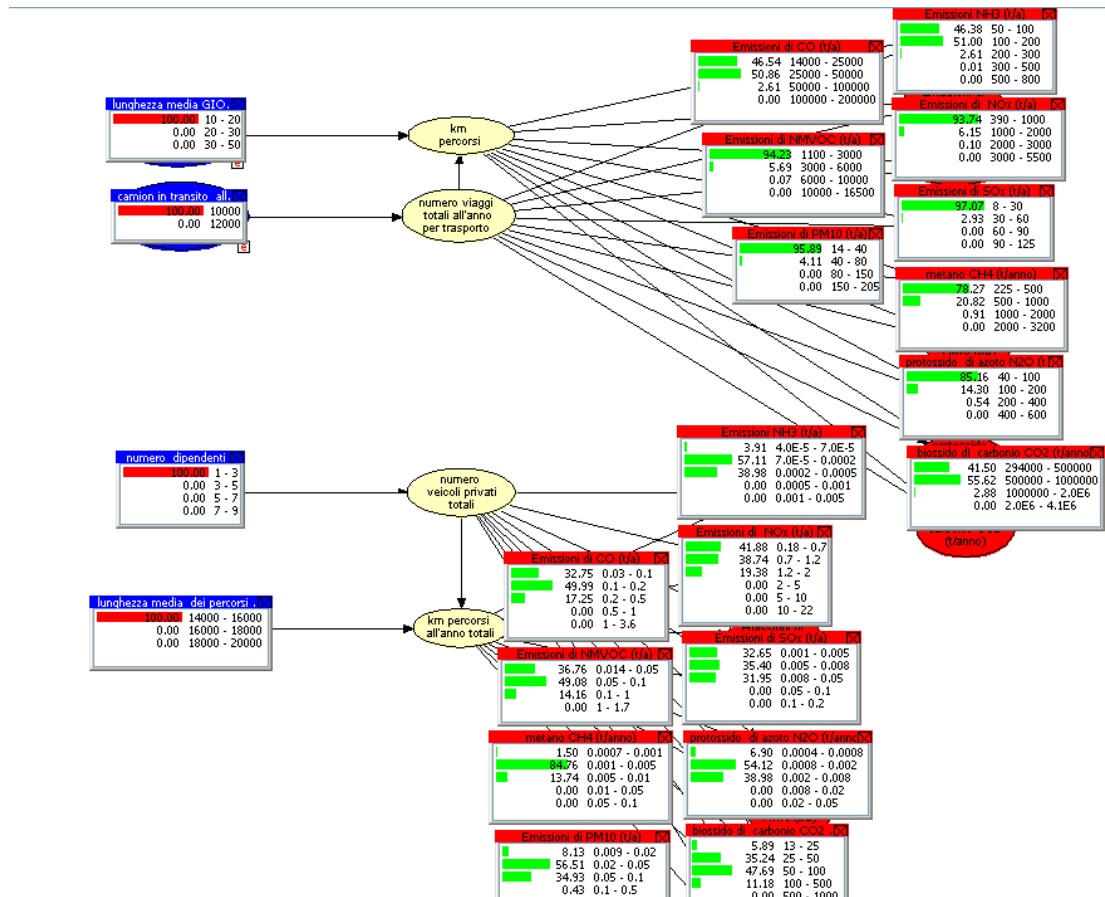 Emissioni NH3 (t/a)
46.38 50 - 100
51.00 100 - 200
2.61 200 - 300
0.01 300 - 500
0.00 500 - 800
Emissioni di CO (t/a)
46.54 14000 - 25000
50.86 25000 - 50000
2.61 50000 - 100000
0.00 100000 - 200000
lunghezza media GIO.
100.00 10 - 20
0.00 20 - 30
0.00 30 - 50
km
percorsi
Emissioni di NOx (t/a)
93.74 390 - 1000
6.15 1000 - 2000
0.10 2000 - 3000
0.00 3000 - 5500
Emissioni di NMVOC (t/a)
94.23 1100 - 3000
5.69 3000 - 6000
0.07 6000 - 10000
0.00 10000 - 16500
camion in transito all.
100.00 10000
0.00 12000
numero viaggi
totali all'anno
per trasporto
Emissioni di SOx (t/a)
97.07 8 - 30
2.93 30 - 60
0.00 60 - 90
0.00 90 - 125
Emissioni di PM10 (t/a)
95.89 14 - 40
4.11 40 - 80
0.00 80 - 150
0.00 150 - 205
metano CH4 (t/anno)
78.27 225 - 500
20.82 500 - 1000
0.91 1000 - 2000
0.00 2000 - 3200
protossido di azoto N2O (t
85.16 40 - 100
14.30 100 - 200
0.54 200 - 400
0.00 400 - 600
biossido di carbonio CO2 (t/anno)
41.50 294000 - 500000
55.62 500000 - 1000000
2.88 1000000 - 2.0E6
0.00 2.0E6 - 4.1E6
(t/anno)
numero dipendenti
100.00 1 - 3
0.00 3 - 5
0.00 5 - 7
0.00 7 - 9
numero
veicoli privati
totali
Emissioni NH3 (t/a)
3.91 4.0E-5 - 7.0E-5
57.11 7.0E-5 - 0.0002
38.98 0.0002 - 0.0005
0.00 0.0005 - 0.001
0.00 0.001 - 0.005
Emissioni di NOx (t/a)
41.88 0.18 - 0.7
38.74 0.7 - 1.2
19.38 1.2 - 2
0.00 2 - 5
0.00 5 - 10
0.00 10 - 22
Emissioni di CO (t/a)
32.75 0.03 - 0.1
49.99 0.1 - 0.2
17.25 0.2 - 0.5
0.00 0.5 - 1
0.00 1 - 3.6
lunghezza media dei percorsi .
100.00 14000 - 16000
0.00 16000 - 18000
0.00 18000 - 20000
km percorsi
all'anno totali
Emissioni di SOx (t/a)
32.65 0.001 - 0.005
35.40 0.005 - 0.008
31.95 0.008 - 0.05
0.00 0.05 - 0.1
0.00 0.1 - 0.2
Emissioni di NMVOC (t/a)
36.76 0.014 - 0.05
49.08 0.05 - 0.1
14.16 0.1 - 1
0.00 1 - 1.7
metano CH4 (t/anno)
1.50 0.0007 - 0.001
84.76 0.001 - 0.005
13.74 0.005 - 0.01
0.00 0.01 - 0.05
0.00 0.05 - 0.1
protossido di azoto N2O (t/anno
6.90 0.0004 - 0.0008
54.12 0.0008 - 0.002
38.98 0.002 - 0.008
0.00 0.008 - 0.02
0.00 0.02 - 0.05
Emissioni di PM10 (t/a)
8.13 0.009 - 0.02
56.51 0.02 - 0.05
34.93 0.05 - 0.1
0.43 0.1 - 0.5
biossido di carbonio CO2 .
5.89 13 - 25
35.24 25 - 50
47.69 50 - 100
11.18 100 - 500
0.00 500 - 1000